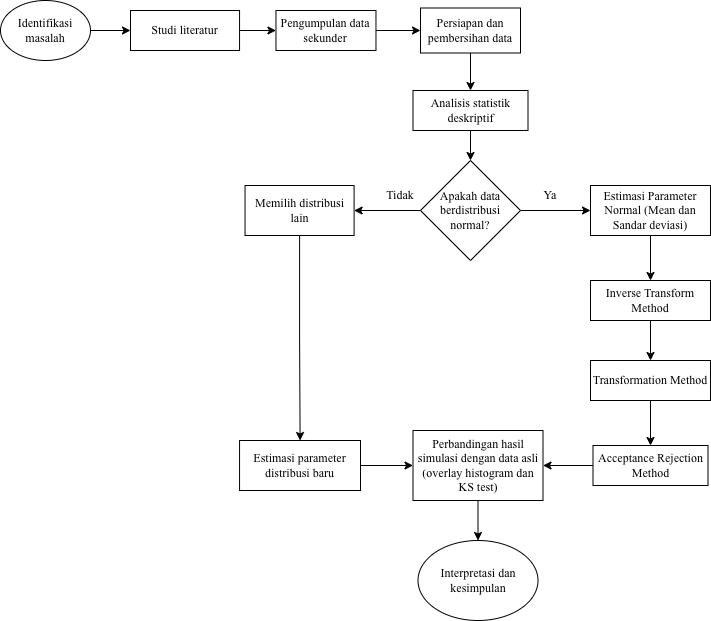 Identifikasi
masalah
Studi literatur
Pengumpulan data
sekunder
Persiapan dan
pembersihan data
Analisis statistik
deskriptif
Apakah data
berdistribusi
normal?
Tidak
Ya
Memilih distribusi
lain
Estimasi Parameter
Normal (Mean dan
Sandar deviasi)
Inverse Transform
Method
Transformation Method
Acceptance Rejection
Method
Estimasi parameter
distribusi baru
Perbandingan hasil
simulasi dengan data asli
(overlay histogram dan
KS test)
Interpretasi dan
kesimpulan